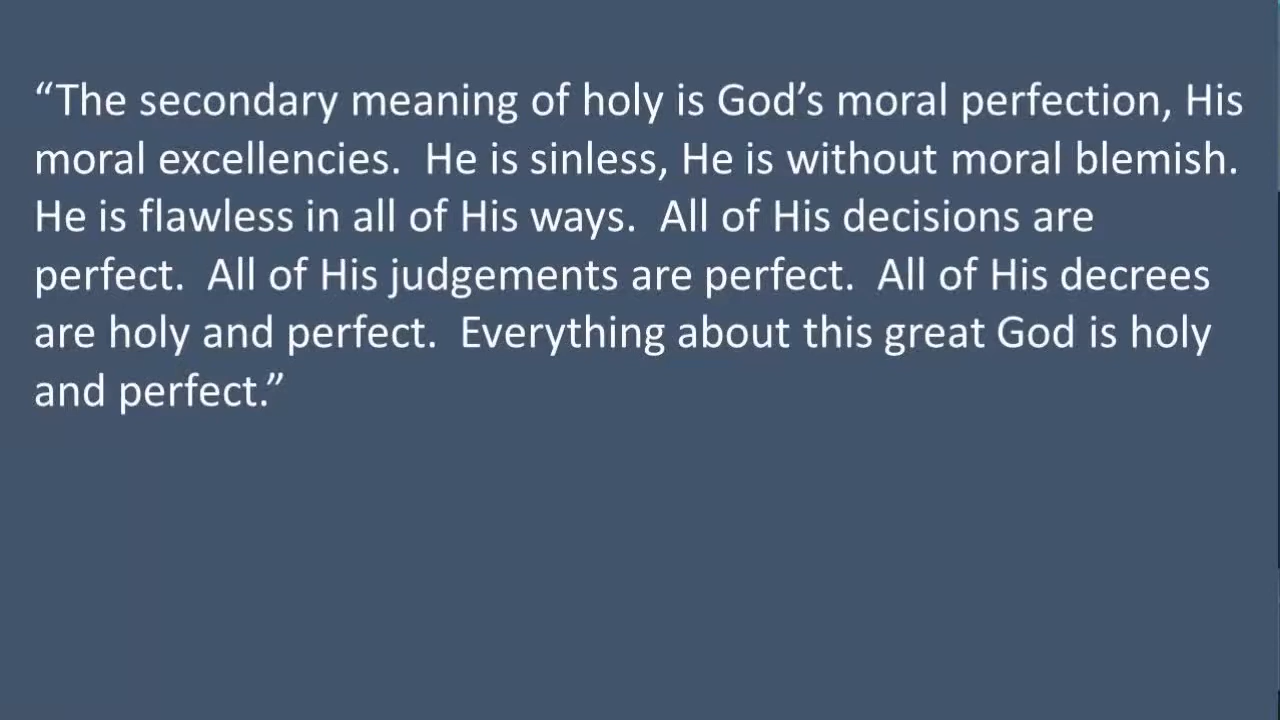 “The secondary meaning of holy is God’s moral perfection, His
moral excellencies.  He is sinless, He is without moral blemish.
He is flawless in all of His ways.  All of His decisions are
perfect.  All of His judgements are perfect.  All of His decrees
are holy and perfect.  Everything about this great God is holy
and perfect.”